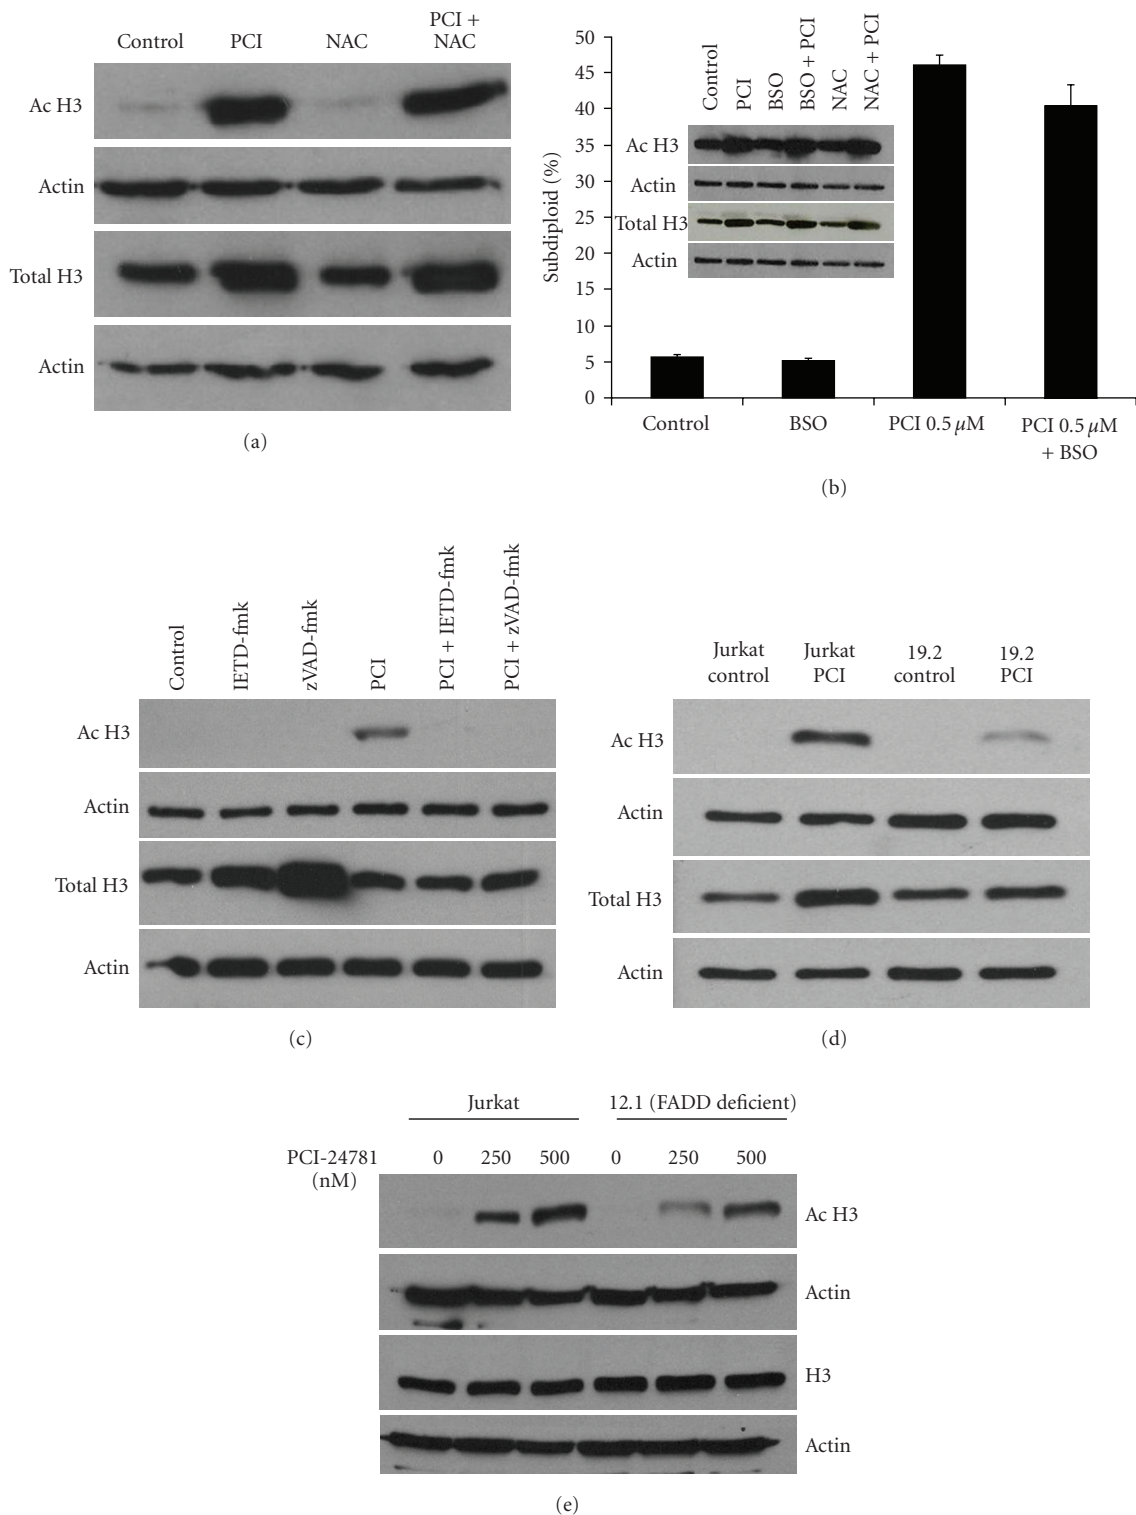 Control PCI NAC PCI +
NAC
Ac H3
Actin
Total H3
Actin
(a)
Subdiploid (%)
50
45
40
35
30
25
20
15
10
5
0
Control
PCI
BSO
BSO + PCI
NAC
NAC + PCI
Ac H3
Actin
Total H3
Actin
Control BSO PCI 0.5 µM PCI 0.5 µM
+ BSO
(b)
Control
IETD-fmk
zVAD-fmk
PCI
PCI + IETD-fmk
PCI + zVAD-fmk
Ac H3
Actin
Total H3
Actin
(c)
Jurkat Jurkat 19.2 19.2
control PCI control PCI
Ac H3
Actin
Total H3
Actin
(d)
Jurkat 12.1 (FADD deficient)
PCI-24781 0 250 500 0 250 500
(nM)
Ac H3
Actin
H3
Actin
(e)